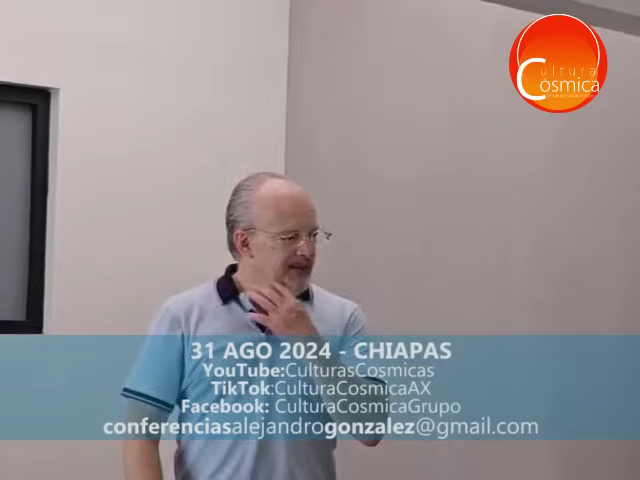 Cultura
Cósmica
31 AGO 2024 - CHIAPAS
YouTube:CulturasCosmicas
TikTok:CulturaCosmicaAX
Facebook: CulturaCosmicaGrupo
conferenciasalejandrogonzalez@gmail.com